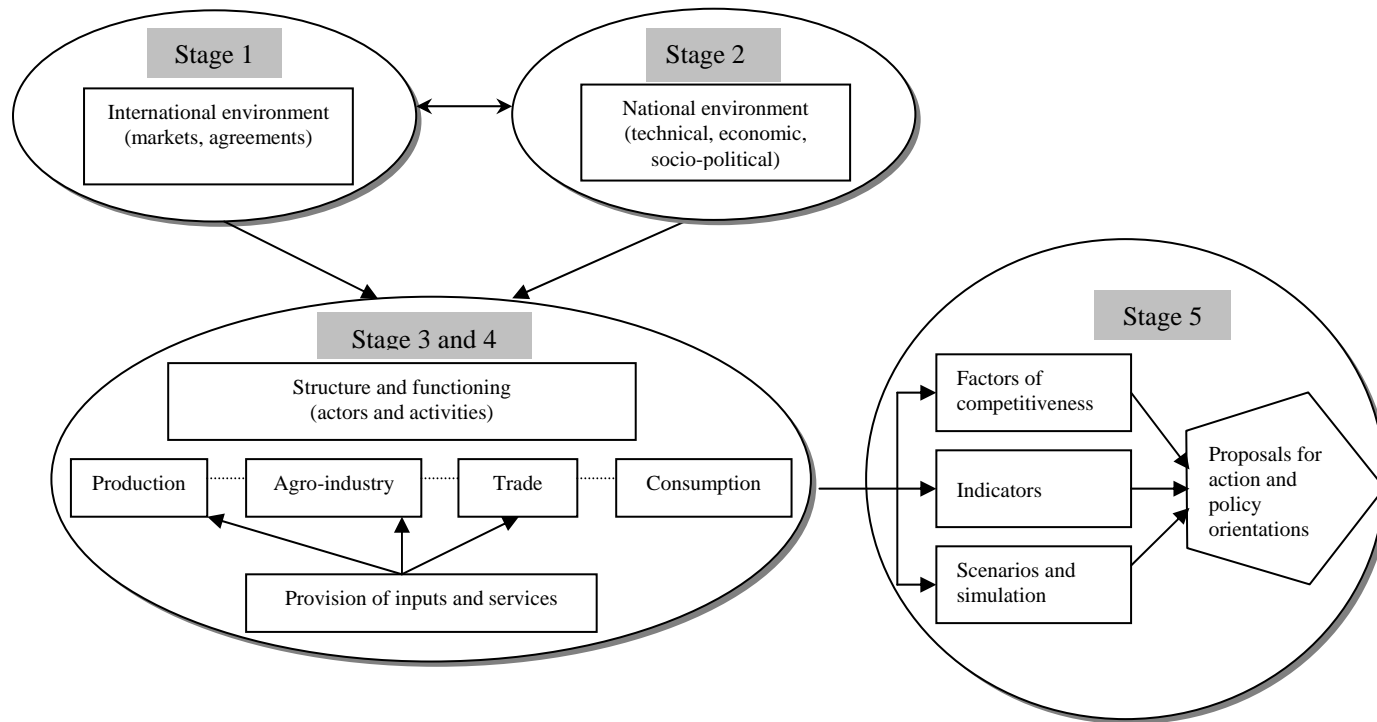 Stage 1
International environment
(markets, agreements)
Stage 2
National environment
(technical, economic,
socio-political)
Stage 3 and 4
Structure and functioning
(actors and activities)
Production
Agro-industry
Trade
Consumption
Provision of inputs and services
Stage 5
Factors of
competitiveness
Indicators
Scenarios and
simulation
Proposals for
action and
policy
orientations